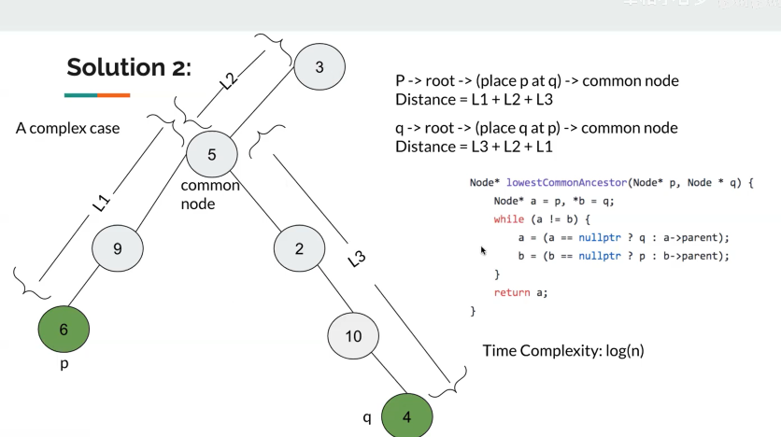 Solution 2:
A complex case
L2
3
5
common
node
L1
9
2
L3
6
10
p
q
4
P -> root -> (place p at q) -> common node
Distance = L1 + L2 + L3
q -> root -> (place q at p) -> common node
Distance = L3 + L2 + L1
Node* lowestCommonAncestor(Node* p, Node * q) {
Node* a = p, *b = q;
while (a != b) {
a = (a == nullptr ? q : a->parent);
b = (b == nullptr ? p : b->parent);
}
return a;
}
Time Complexity: log(n)